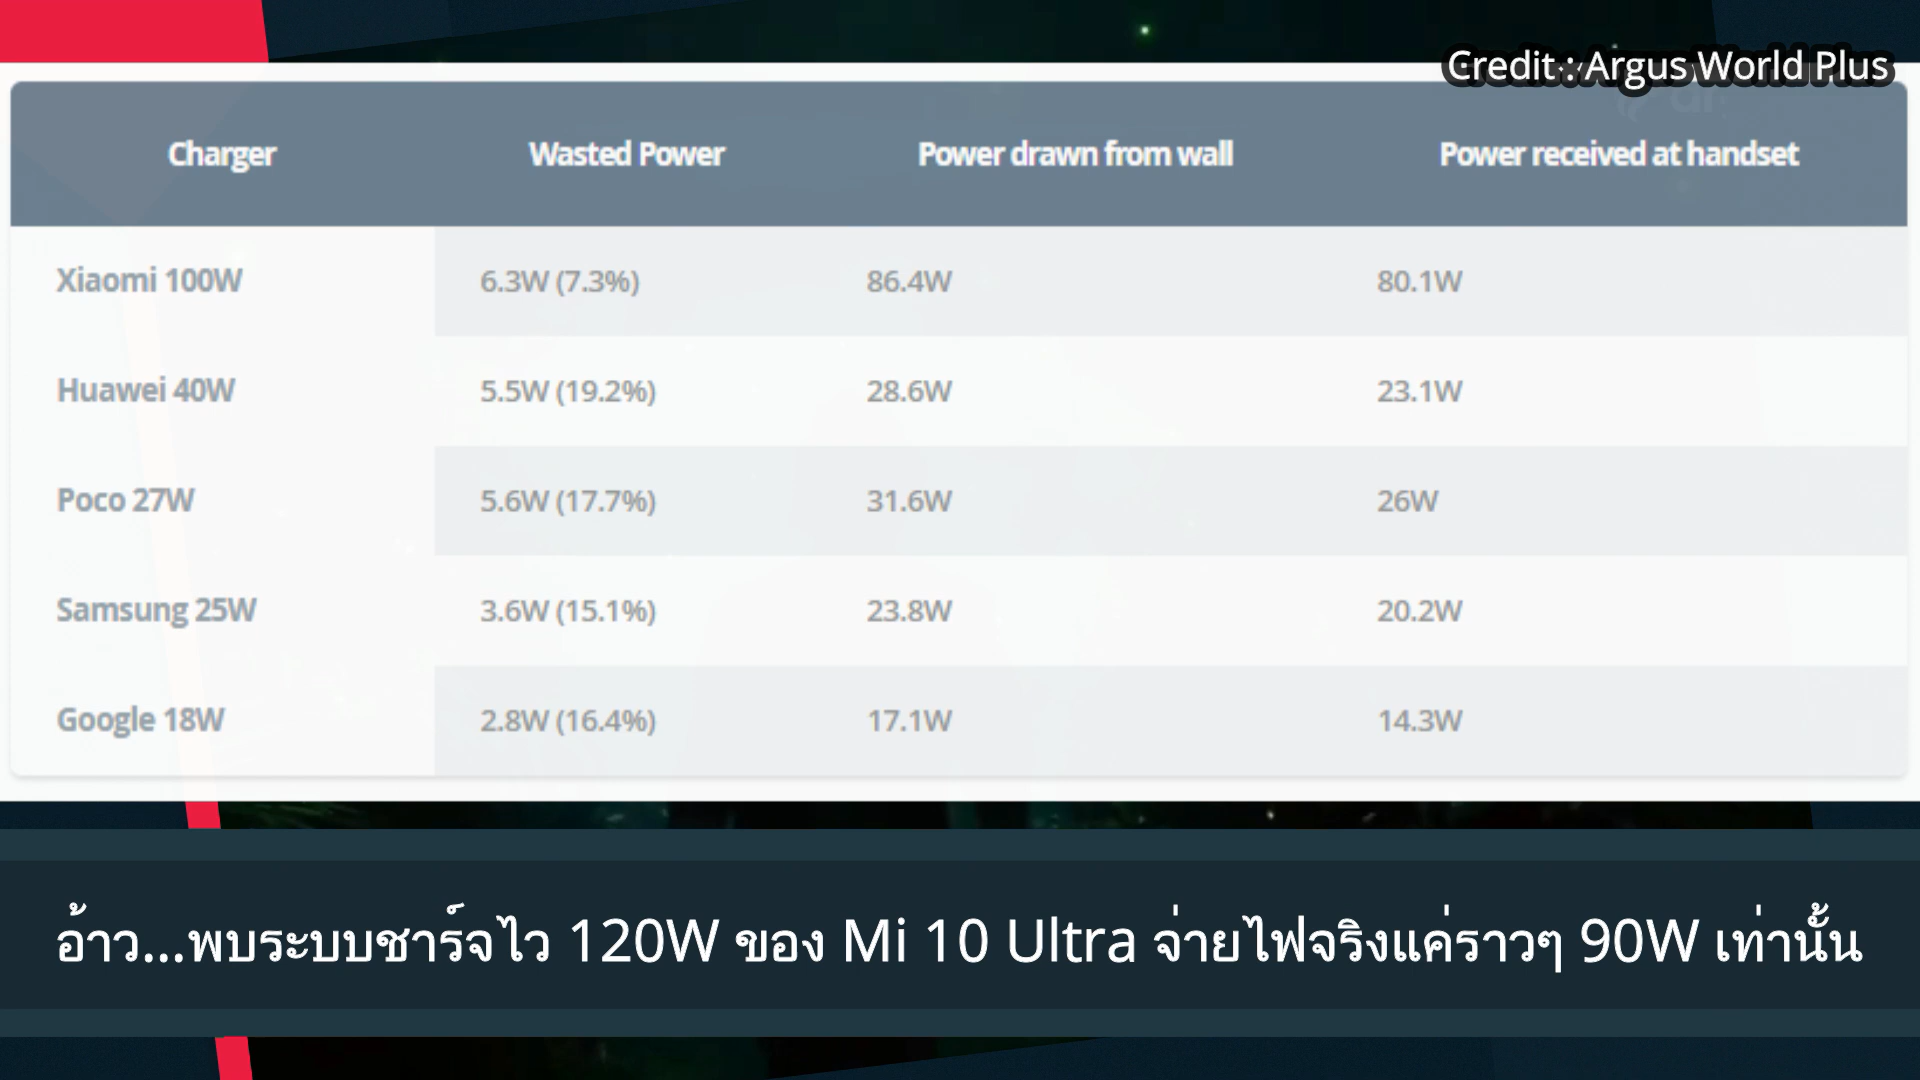 Credit : Argus World Plus
Charger Wasted Power Power drawn from wall Power received at handset
Xiaomi 100W 6.3W (7.3%) 86.4W 80.1W
Huawei 40W 5.5W (19.2%) 28.6W 23.1W
Poco 27W 5.6W (17.7%) 31.6W 26W
Samsung 25W 3.6W (15.1%) 23.8W 20.2W
Google 18W 2.8W (16.4%) 17.1W 14.3W
อ้าว...พบระบบชาร์จไว 120W ของ Mi 10 Ultra จ่ายไฟจริงแค่ราวๆ 90W เท่านั้น